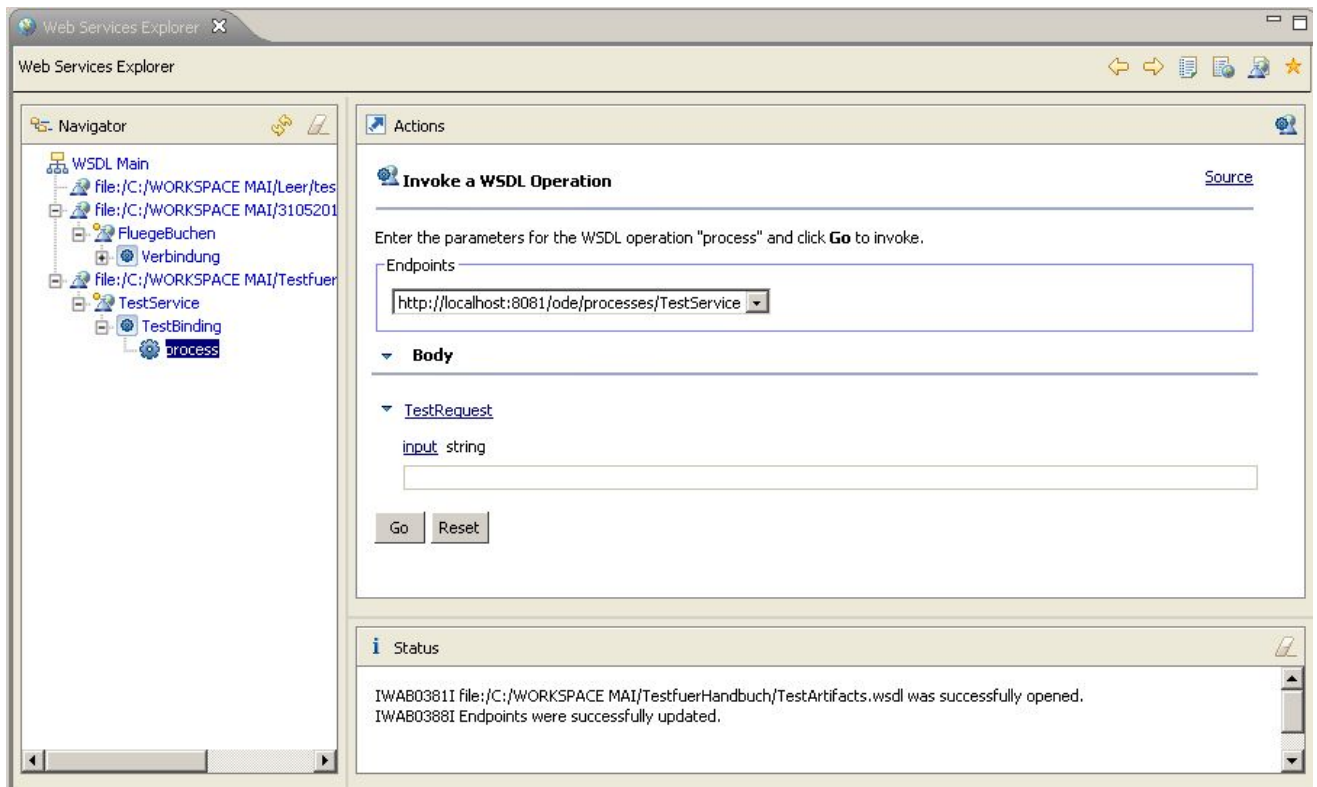 Web Services Explorer
Web Services Explorer
Navigator
WSDL Main
file:/C:/WORKSPACE MAI/Leer/tes
file:/C:/WORKSPACE MAI/3105201
FluegeBuchen
Verbindung
file:/C:/WORKSPACE MAI/Testfuer
TestService
TestBinding
process
Actions
Invoke a WSDL Operation
Source
Enter the parameters for the WSDL operation "process" and click Go to invoke.
Endpoints
http://localhost:8081/ode/processes/TestService
Body
TestRequest
input string
Go Reset
i Status
IWAB0381I file:/C:/WORKSPACE MAI/TestfuerHandbuch/TestArtifacts.wsdl was successfully opened.
IWAB0388I Endpoints were successfully updated.